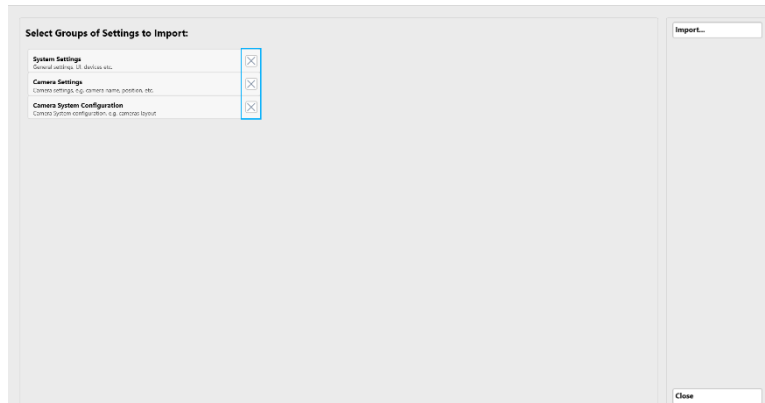 Select Groups of Settings to Import:
Import...
System Settings
General settings, UI, devices etc.
Camera Settings
Camera settings, e.g. camera name, position, etc.
Camera System Configuration
Camera System configuration, e.g. cameras layout
Close